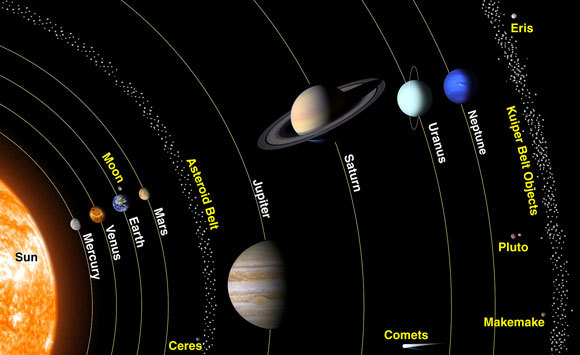 Sun
Mercury
Venus
Moon
Earth
Mars
Asteroid Belt
Ceres
Jupiter
Saturn
Uranus
Neptune
Comets
Kuiper Belt Objects
Eris
Pluto
Makemake